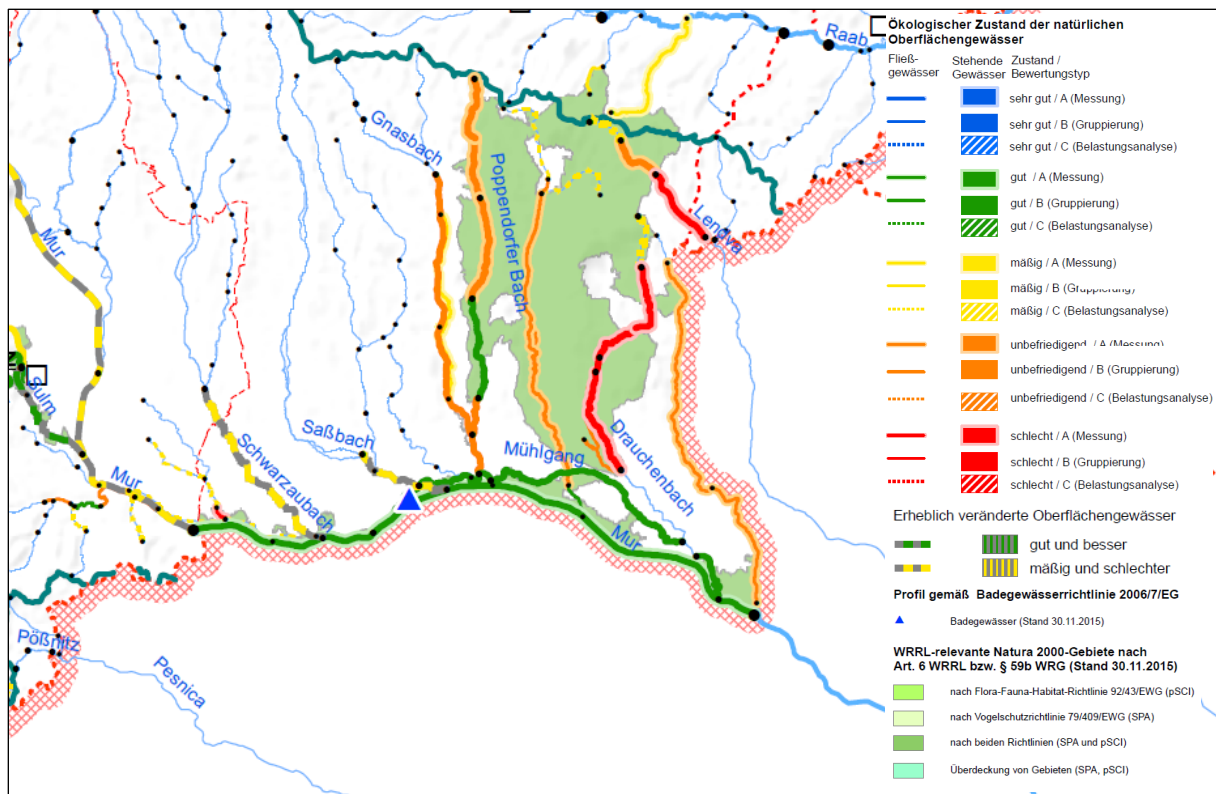 Raab
Gnasbach
Poppendorfer Bach
Lendva
Mur
Sulm
Saßbach
Mühlgang
Schwarzaubach
Drauchenbach
Mur
Mur
Pößnitz
Pesnica
Ökologischer Zustand der natürlichen
Oberflächengewässer
Fließ-
gewässer
Stehende
Gewässer
Zustand /
Bewertungstyp
sehr gut / A (Messung)
sehr gut / B (Gruppierung)
sehr gut / C (Belastungsanalyse)
gut / A (Messung)
gut / B (Gruppierung)
gut / C (Belastungsanalyse)
mäßig / A (Messung)
mäßig / B (Gruppierung)
mäßig / C (Belastungsanalyse)
unbefriedigend / A (Messung)
unbefriedigend / B (Gruppierung)
unbefriedigend / C (Belastungsanalyse)
schlecht / A (Messung)
schlecht / B (Gruppierung)
schlecht / C (Belastungsanalyse)
Erheblich veränderte Oberflächengewässer
gut und besser
mäßig und schlechter
Profil gemäß Badegewässerrichtlinie 2006/7/EG
Badegewässer (Stand 30.11.2015)
WRRL-relevante Natura 2000-Gebiete nach
Art. 6 WRRL bzw. § 59b WRG (Stand 30.11.2015)
nach Flora-Fauna-Habitat-Richtlinie 92/43/EWG (pSCI)
nach Vogelschutzrichtlinie 79/409/EWG (SPA)
nach beiden Richtlinien (SPA und pSCI)
Überdeckung von Gebieten (SPA, pSCI)